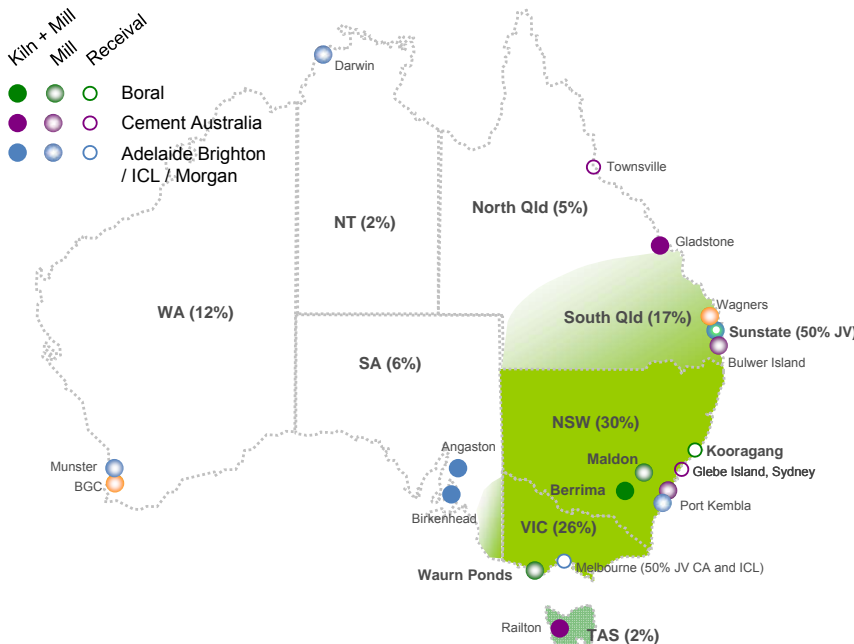 Kiln + Mill
Mill
Receival
Boral
Cement Australia
Adelaide Brighton
/ ICL / Morgan
Darwin
Townsville
North Qld (5%)
NT (2%)
Gladstone
WA (12%)
Wagners
South Qld (17%)
Sunstate (50% JV)
SA (6%)
Bulwer Island
NSW (30%)
Angaston
Kooragang
Munster
Maldon
Glebe Island, Sydney
BGC
Berrima
Port Kembla
Birkenhead
VIC (26%)
Waurn Ponds
Melbourne (50% JV CA and ICL)
Railton
TAS (2%)